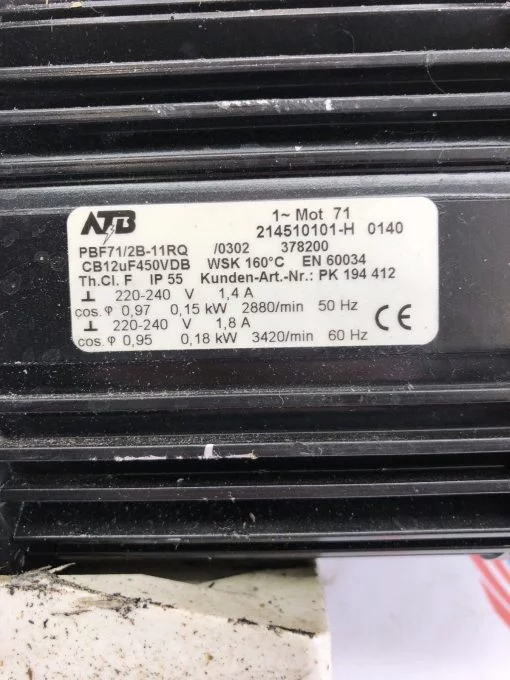 ATB
1~ Mot 71
214510101-H 0140
PBF71/2B-11RQ /0302 378200
CB12uF450VDB WSK 160°C EN 60034
Th.Cl. F IP 55 Kunden-Art.-Nr.: PK 194 412
⊥ 220-240 V 1,4 A
cos. φ 0,97 0,15 kW 2880/min 50 Hz
⊥ 220-240 V 1,8 A
cos. φ 0,95 0,18 kW 3420/min 60 Hz
CE